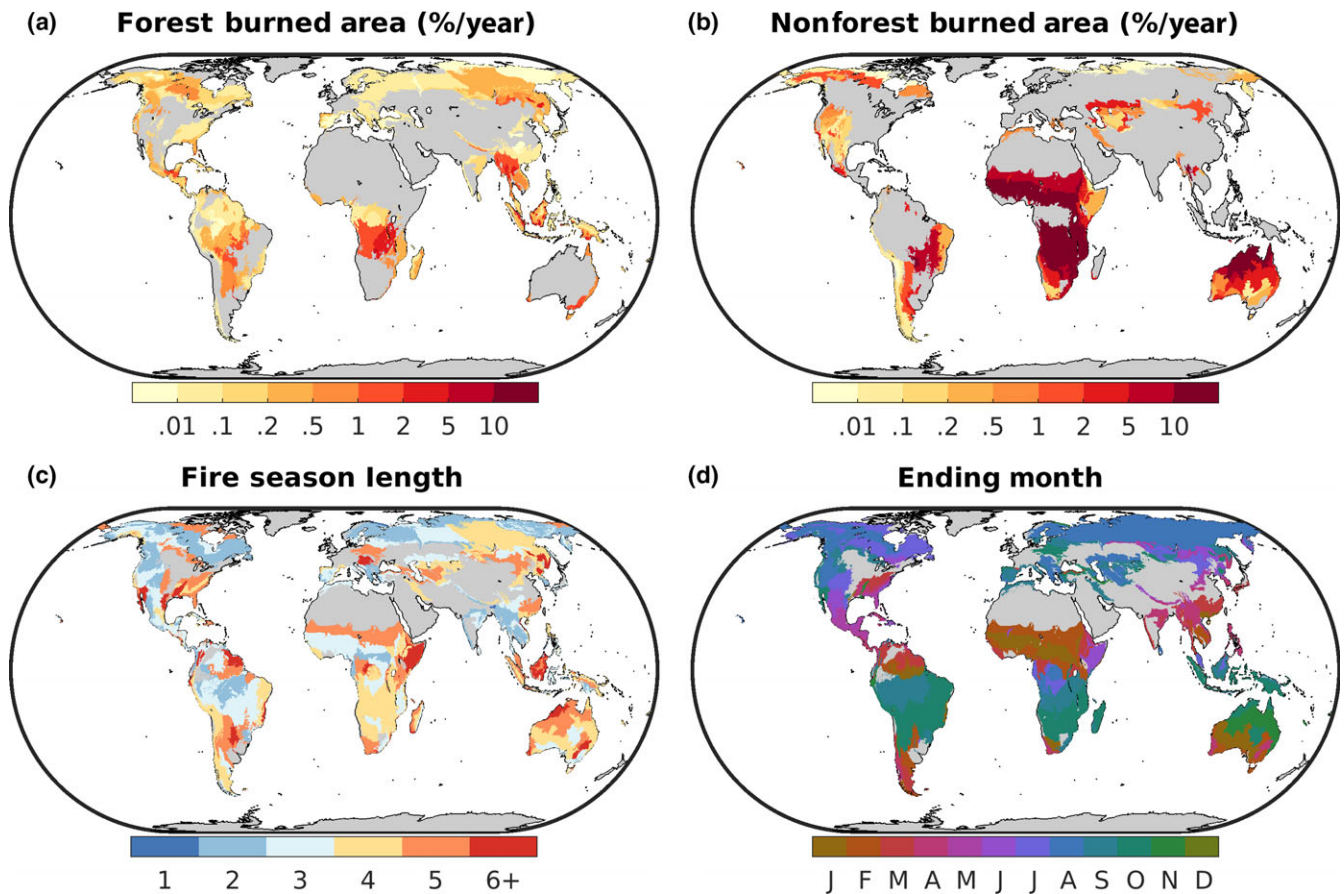 (a) Forest burned area (%/year)
(b) Nonforest burned area (%/year)
.01 .1 .2 .5 1 2 5 10
.01 .1 .2 .5 1 2 5 10
(c) Fire season length
(d) Ending month
1 2 3 4 5 6+
J F M A M J J A S O N D